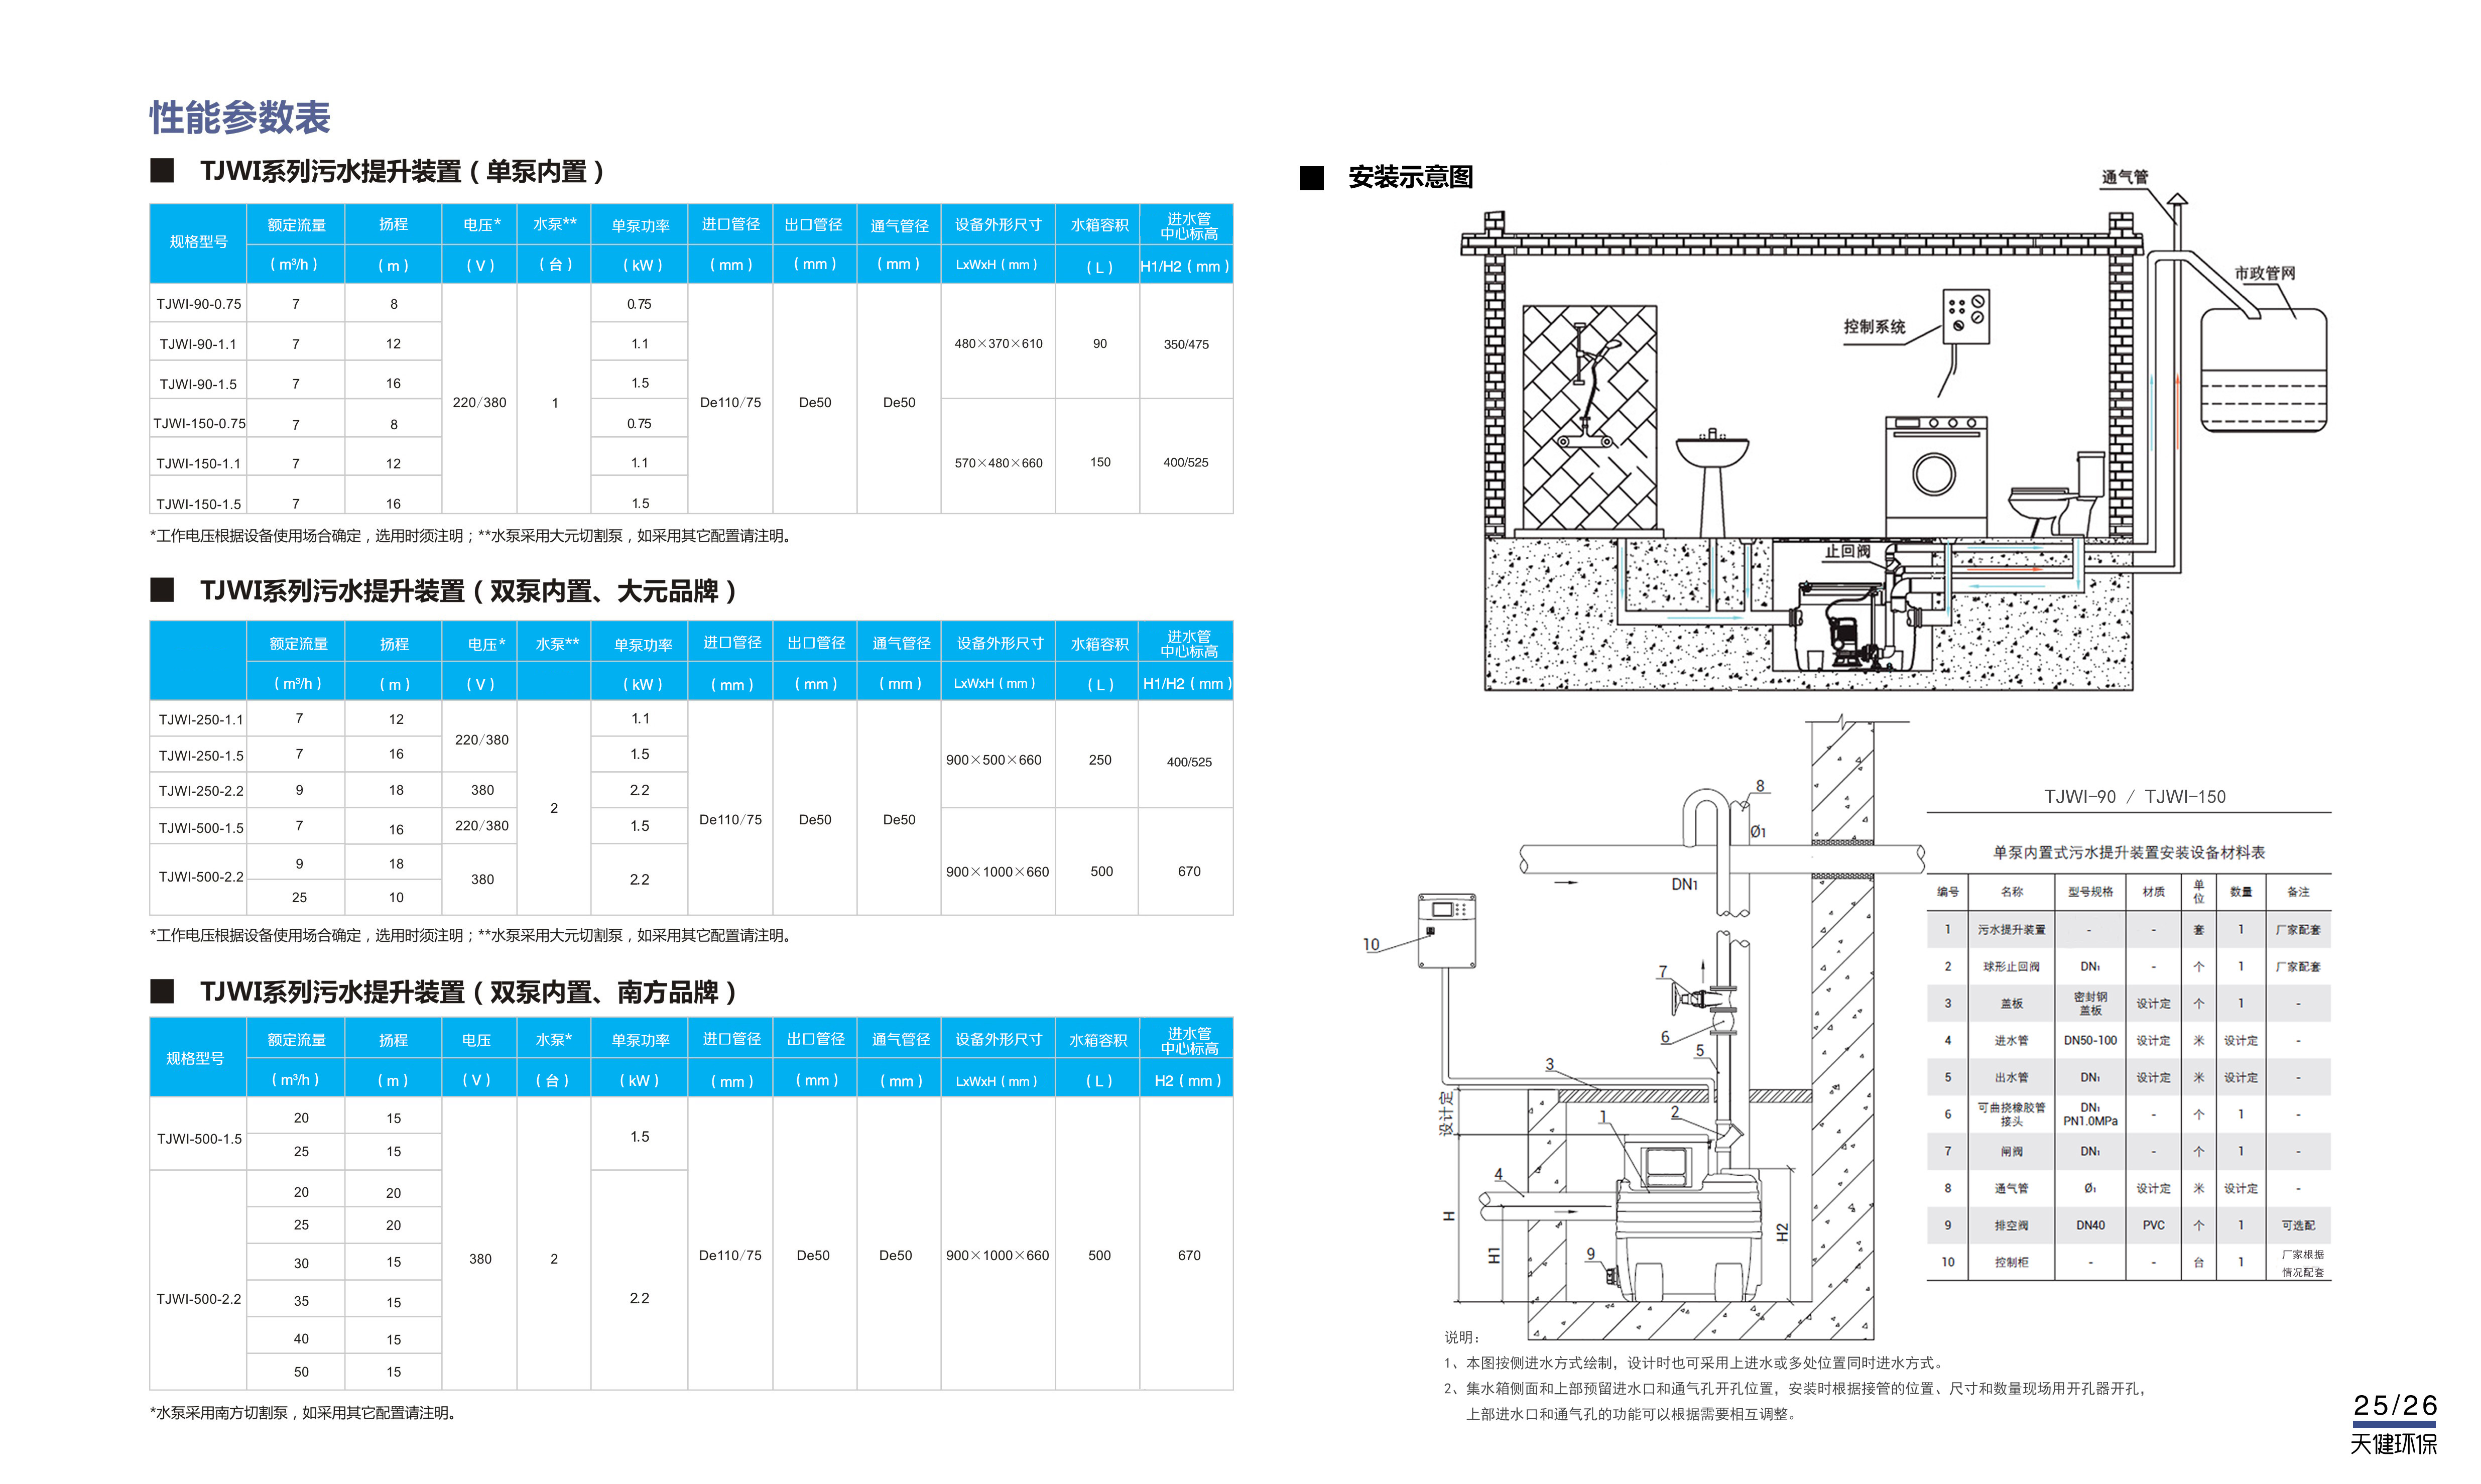 性能参数表
■ TJWI系列污水提升装置（单泵内置）
规格型号 额定流量 扬程 电压* 水泵** 单泵功率 进口管径 出口管径 通气管径 设备外形尺寸 水箱容积 进水管中心标高
（m³/h） （m） （V） （台） （kW） （mm） （mm） （mm） LxWxH（mm） （L） H1/H2（mm）
TJWI-90-0.75 7 8 0.75
TJWI-90-1.1 7 12 1.1 480×370×610 90 350/475
TJWI-90-1.5 7 16 1.5
220/380 1 De110/75 De50 De50
TJWI-150-0.75 7 8 0.75
TJWI-150-1.1 7 12 1.1 570×480×660 150 400/525
TJWI-150-1.5 7 16 1.5
*工作电压根据设备使用场合确定，选用时须注明；**水泵采用大元切割泵，如采用其它配置请注明。
■ TJWI系列污水提升装置（双泵内置、大元品牌）
额定流量 扬程 电压* 水泵** 单泵功率 进口管径 出口管径 通气管径 设备外形尺寸 水箱容积 进水管中心标高
（m³/h） （m） （V） （kW） （mm） （mm） （mm） LxWxH（mm） （L） H1/H2（mm）
TJWI-250-1.1 7 12 1.1
220/380
TJWI-250-1.5 7 16 1.5 900×500×660 250 400/525
TJWI-250-2.2 9 18 380 2.2
2 De110/75 De50 De50
TJWI-500-1.5 7 16 220/380 1.5
9 18
TJWI-500-2.2 380 2.2 900×1000×660 500 670
25 10
*工作电压根据设备使用场合确定，选用时须注明；**水泵采用大元切割泵，如采用其它配置请注明。
■ TJWI系列污水提升装置（双泵内置、南方品牌）
规格型号 额定流量 扬程 电压 水泵* 单泵功率 进口管径 出口管径 通气管径 设备外形尺寸 水箱容积 进水管中心标高
（m³/h） （m） （V） （台） （kW） （mm） （mm） （mm） LxWxH（mm） （L） H2（mm）
20 15
TJWI-500-1.5 1.5
25 15
20 20
25 20
30 15 380 2 De110/75 De50 De50 900×1000×660 500 670
TJWI-500-2.2 35 15 2.2
40 15
50 15
*水泵采用南方切割泵，如采用其它配置请注明。
■ 安装示意图
通气管
市政管网
控制系统
止回阀
8
Ø1
DN1
10
7
6
5
3
设计定
2
1
4
H
H1
9
H2
TJWI-90 / TJWI-150
单泵内置式污水提升装置安装设备材料表
编号 名称 型号规格 材质 单位 数量 备注
1 污水提升装置 - - 套 1 厂家配套
2 球形止回阀 DN1 - 个 1 厂家配套
3 盖板 密封钢盖板 设计定 个 1 -
4 进水管 DN50-100 设计定 米 设计定 -
5 出水管 DN1 设计定 米 设计定 -
6 可曲挠橡胶管接头 DN1 PN1.0MPa - 个 1 -
7 闸阀 DN1 - 个 1 -
8 通气管 Ø1 设计定 米 设计定 -
9 排空阀 DN40 PVC 个 1 可选配
10 控制柜 - - 台 1 厂家根据情况配套
说明：
1、本图按侧进水方式绘制，设计时也可采用上进水或多处位置同时进水方式。
2、集水箱侧面和上部预留进水口和通气孔开孔位置，安装时根据接管的位置、尺寸和数量现场用开孔器开孔，
上部进水口和通气孔的功能可以根据需要相互调整。
25/26
天健环保